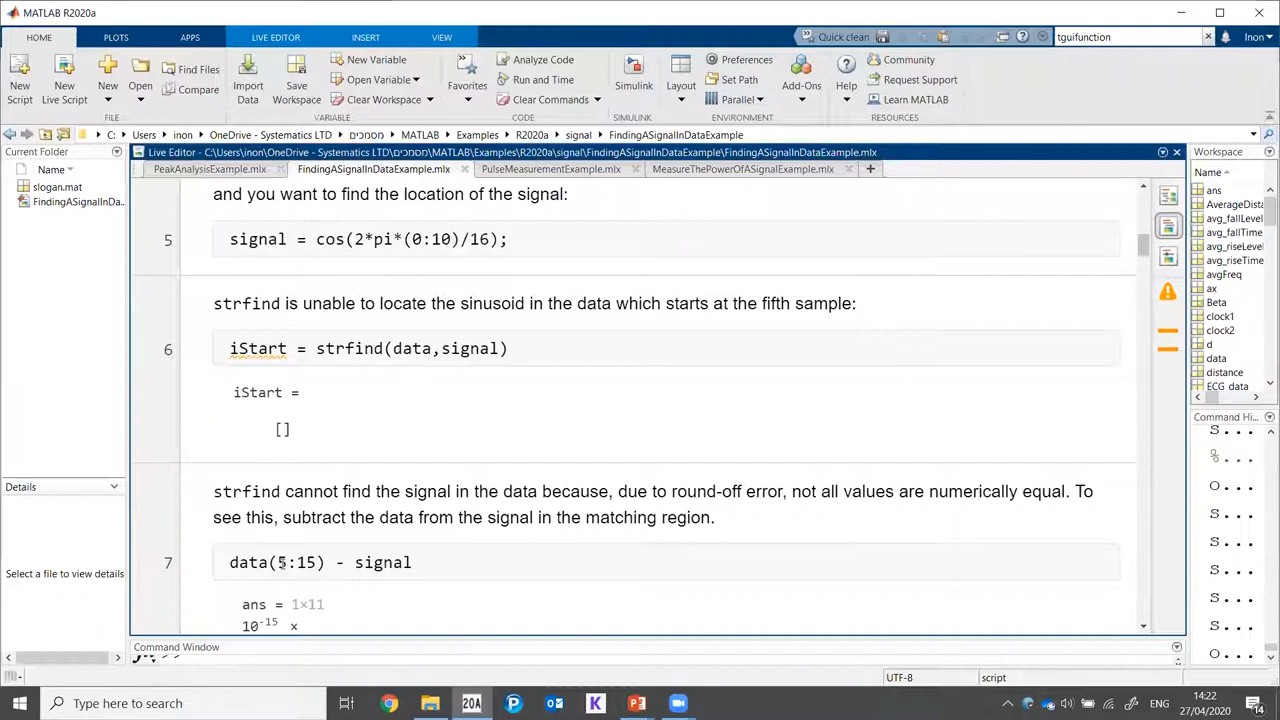 MATLAB R2020a
HOME
PLOTS
APPS
LIVE EDITOR
INSERT
VIEW
Quick clean
tguifunction
Inon
New Script
New Live Script
New
Open
Find Files
Compare
Import Data
Save Workspace
New Variable
Open Variable
Clear Workspace
Favorites
Analyze Code
Run and Time
Clear Commands
Simulink
Layout
Preferences
Set Path
Parallel
Add-Ons
Help
Community
Request Support
Learn MATLAB
FILE
VARIABLE
CODE
SIMULINK
ENVIRONMENT
RESOURCES
C: Users inon OneDrive - Systematics LTD מסמכים MATLAB Examples R2020a signal FindingASignalInDataExample
Current Folder
Live Editor - C:\Users\inon\OneDrive - Systematics LTD\מסמכים\MATLAB\Examples\R2020a\signal\FindingASignalInDataExample\FindingASignalInDataExample.mlx
Workspace
Name
slogan.mat
FindingASignalInDa...
PeakAnalysisExample.mlx
FindingASignalInDataExample.mlx
PulseMeasurementExample.mlx
MeasureThePowerOfASignalExample.mlx
and you want to find the location of the signal:
5 signal = cos(2*pi*(0:10)/16);
strfind is unable to locate the sinusoid in the data which starts at the fifth sample:
6 iStart = strfind(data,signal)
iStart =
[]
strfind cannot find the signal in the data because, due to round-off error, not all values are numerically equal. To
see this, subtract the data from the signal in the matching region.
7 data(5:15) - signal
ans = 1×11
10-15 ×
Name
ans
AverageDista
avg_fallLevel
avg_fallTime
avg_riseLeve
avg_riseTime
avgFreq
ax
Beta
clock1
clock2
d
data
distance
ECG_data
Command Hi...
S...
%...
O...
S...
S...
S...
S...
S...
O...
Details
Select a file to view details
Command Window
fx >>
UTF-8
script
Type here to search
20A
ENG
14:22
27/04/2020
14